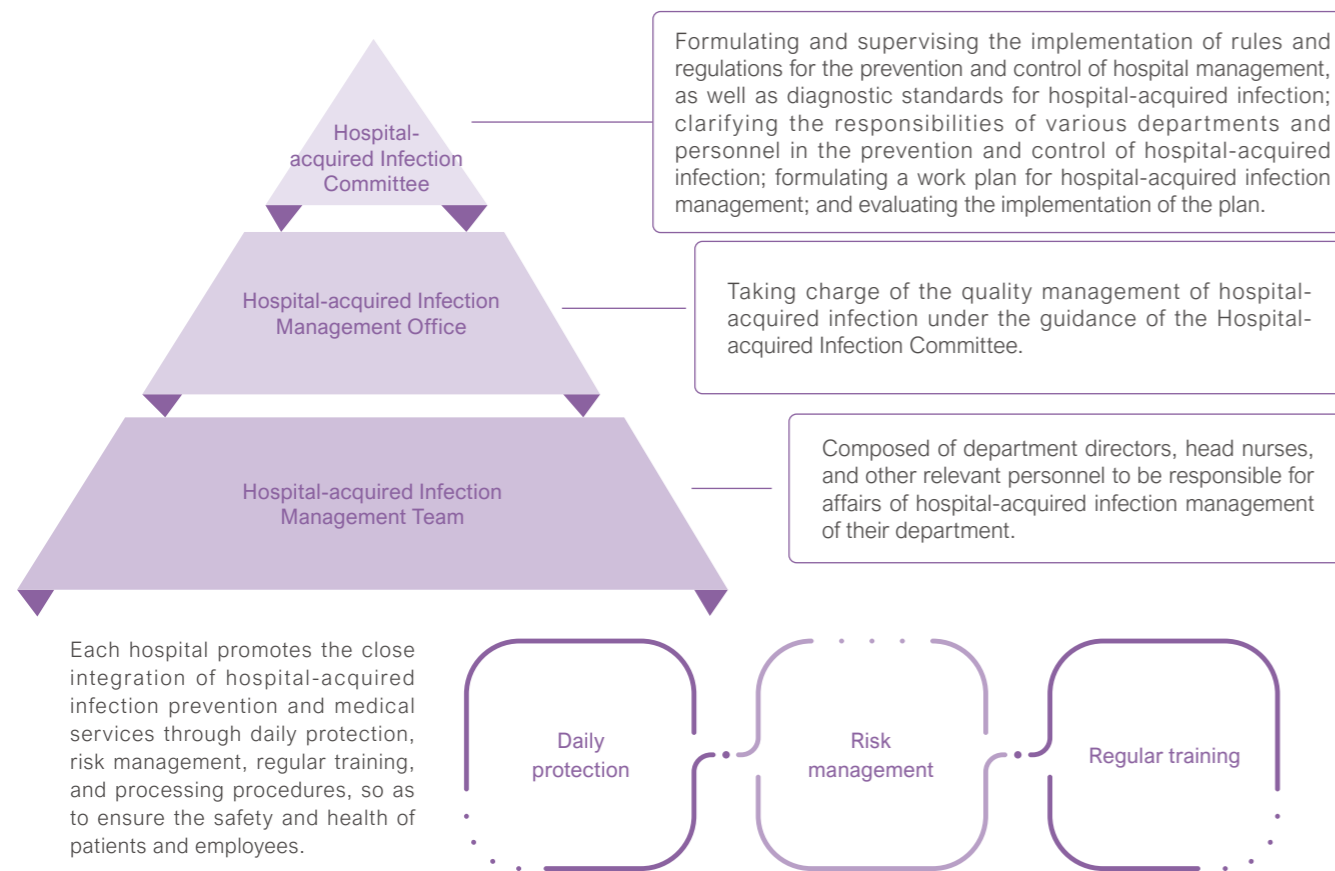 Hospital-
acquired Infection
Committee
Formulating and supervising the implementation of rules and
regulations for the prevention and control of hospital management,
as well as diagnostic standards for hospital-acquired infection;
clarifying the responsibilities of various departments and
personnel in the prevention and control of hospital-acquired
infection; formulating a work plan for hospital-acquired infection
management; and evaluating the implementation of the plan.
Hospital-acquired Infection
Management Office
Taking charge of the quality management of hospital-
acquired infection under the guidance of the Hospital-
acquired Infection Committee.
Hospital-acquired Infection
Management Team
Composed of department directors, head nurses,
and other relevant personnel to be responsible for
affairs of hospital-acquired infection management
of their department.
Each hospital promotes the close
integration of hospital-acquired
infection prevention and medical
services through daily protection,
risk management, regular training,
and processing procedures, so as
to ensure the safety and health of
patients and employees.
Daily
protection
Risk
management
Regular training